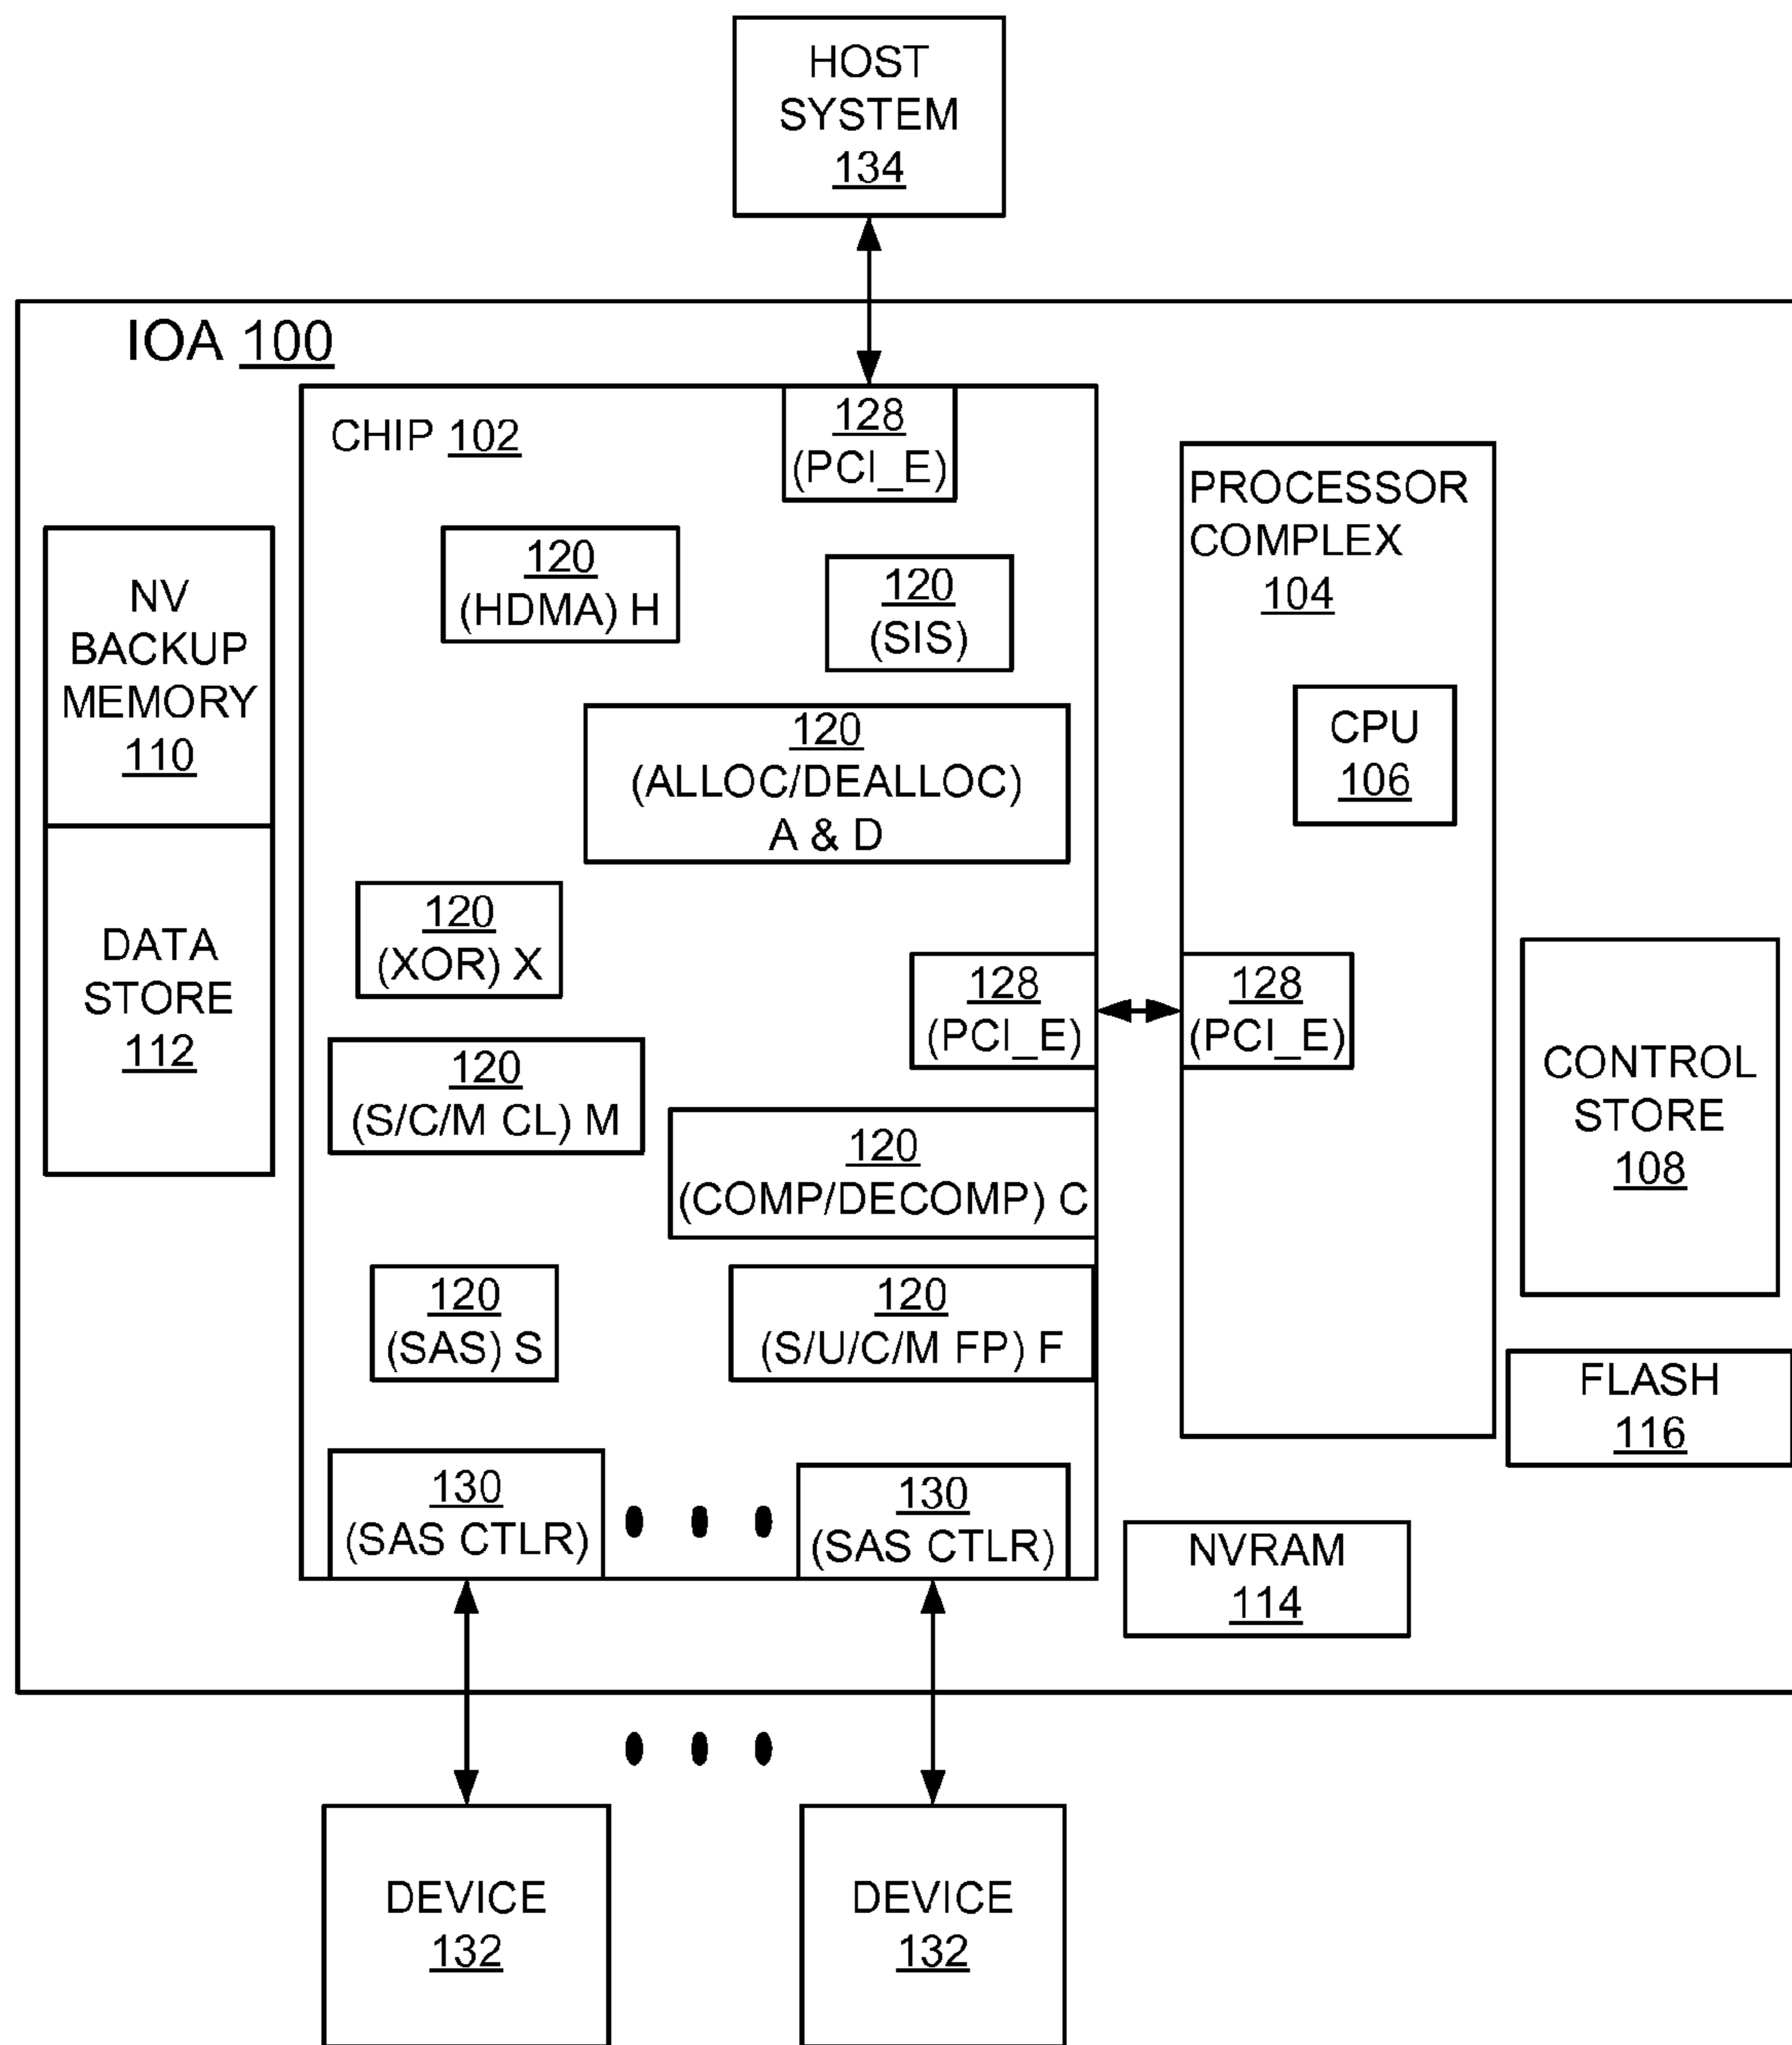 HOST
SYSTEM
134
IOA 100
CHIP 102
128
(PCI_E)
PROCESSOR
COMPLEX
104
120
(HDMA) H
120
(SIS)
NV
BACKUP
MEMORY
110
CPU
106
120
(ALLOC/DEALLOC)
A & D
120
(XOR) X
DATA
STORE
112
128
(PCI_E)
128
(PCI_E)
CONTROL
STORE
108
120
(S/C/M CL) M
120
(COMP/DECOMP) C
120
(SAS) S
120
(S/U/C/M FP) F
FLASH
116
130
(SAS CTLR)
130
(SAS CTLR)
NVRAM
114
DEVICE
132
DEVICE
132